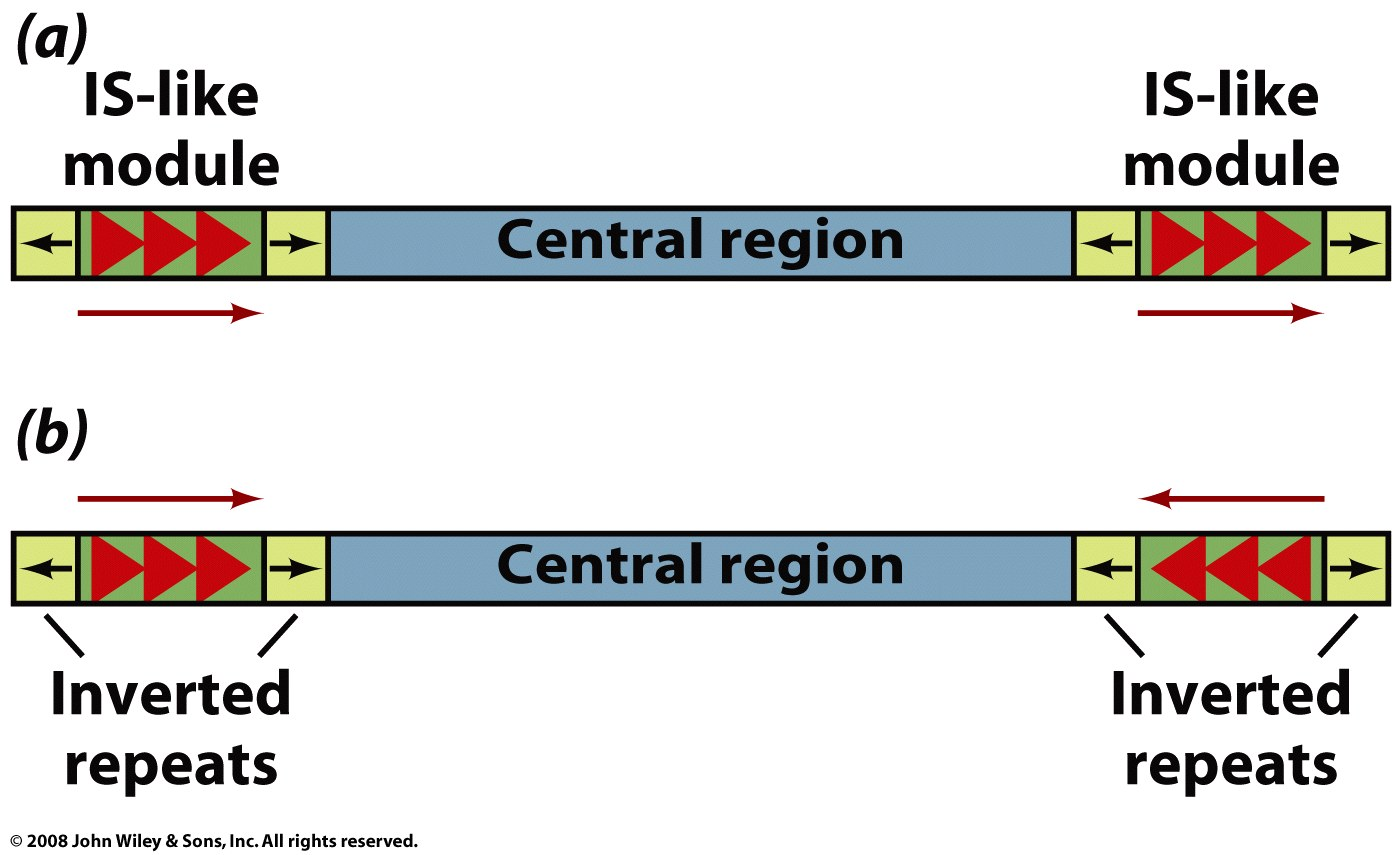 (a)
IS-like
module
IS-like
module
Central region
(b)
Central region
Inverted
repeats
Inverted
repeats
© 2008 John Wiley & Sons, Inc. All rights reserved.